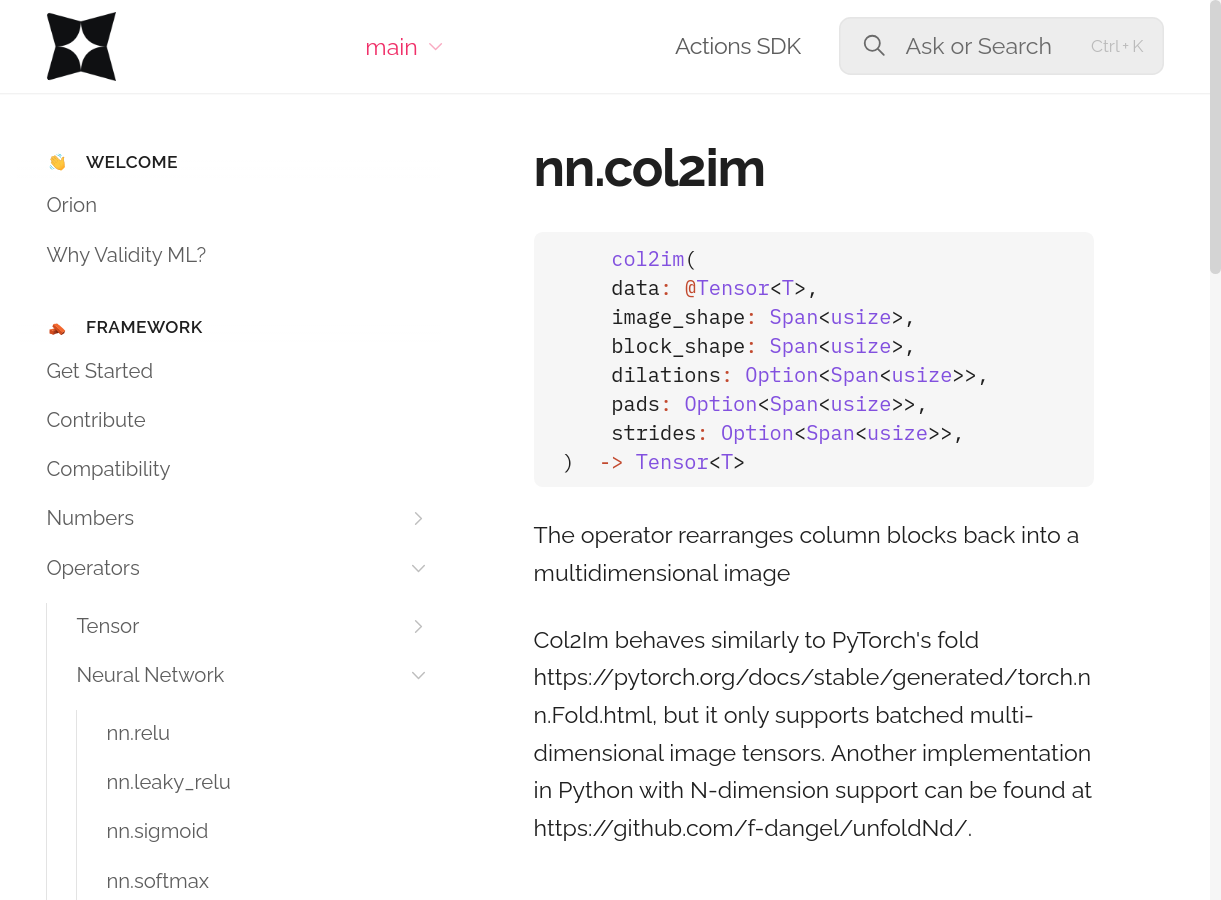 main
Actions SDK
Ask or Search
Ctrl+K
WELCOME
Orion
Why Validity ML?
FRAMEWORK
Get Started
Contribute
Compatibility
Numbers
Operators
Tensor
Neural Network
nn.relu
nn.leaky_relu
nn.sigmoid
nn.softmax
nn.col2im
col2im(
data: @Tensor<T>,
image_shape: Span<usize>,
block_shape: Span<usize>,
dilations: Option<Span<usize>>,
pads: Option<Span<usize>>,
strides: Option<Span<usize>>,
) -> Tensor<T>
The operator rearranges column blocks back into a
multidimensional image
Col2Im behaves similarly to PyTorch's fold
https://pytorch.org/docs/stable/generated/torch.n
n.Fold.html, but it only supports batched multi-
dimensional image tensors. Another implementation
in Python with N-dimension support can be found at
https://github.com/f-dangel/unfoldNd/.